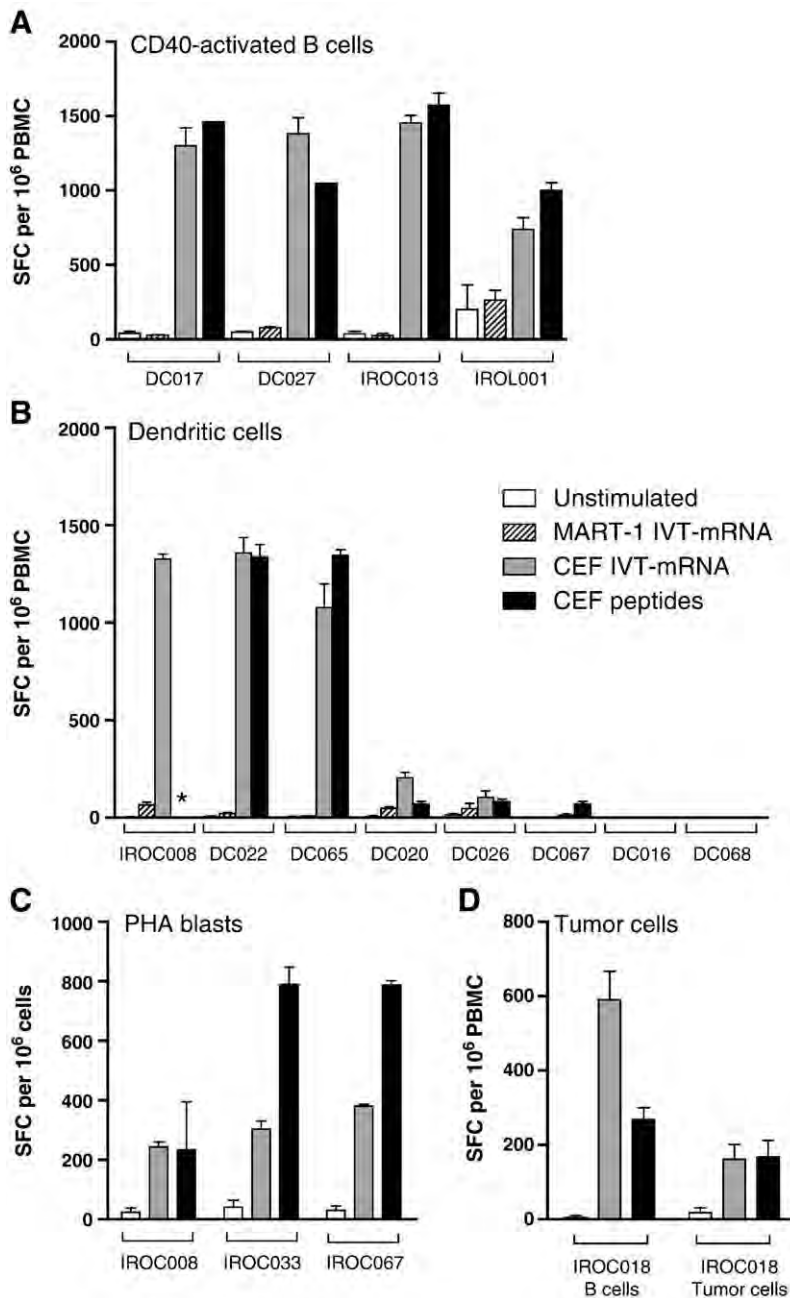 A
CD40-activated B cells
SFC per 10⁶ PBMC
2000
1500
1000
500
0
DC017 DC027 IROC013 IROL001
B
Dendritic cells
SFC per 10⁶ PBMC
2000
1500
1000
500
0
Unstimulated
MART-1 IVT-mRNA
CEF IVT-mRNA
CEF peptides
*
IROC008 DC022 DC065 DC020 DC026 DC067 DC016 DC068
C
PHA blasts
SFC per 10⁶ cells
1000
800
600
400
200
0
IROC008 IROC033 IROC067
D
Tumor cells
SFC per 10⁶ PBMC
800
600
400
200
0
IROC018 IROC018
B cells Tumor cells